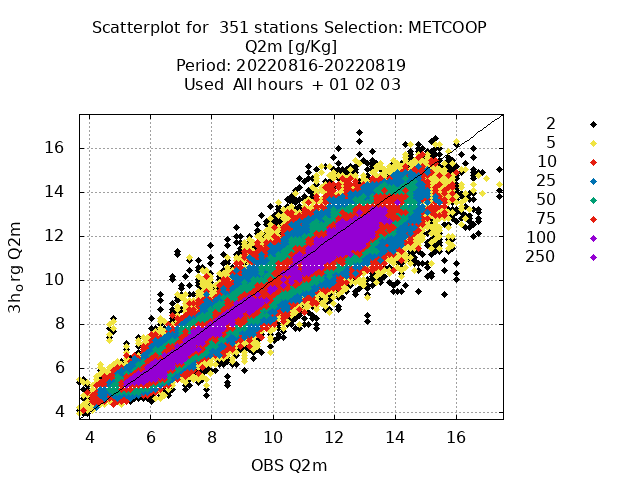 Scatterplot for  351 stations Selection: METCOOP
Q2m [g/Kg]
Period: 20220816-20220819
Used  All hours  + 01 02 03
2
5
10
25
50
75
100
250
16
14
12
10
8
6
4
3h_org Q2m
4 6 8 10 12 14 16
OBS Q2m